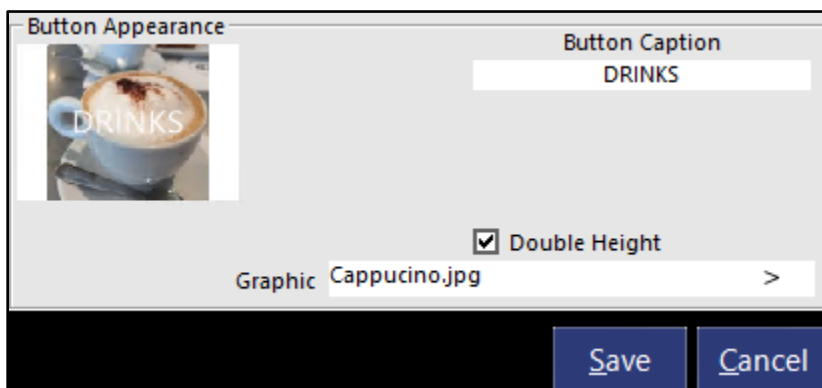 Button Appearance
Button Caption
DRINKS
DRINKS
Double Height
Graphic Cappucino.jpg >
Save Cancel